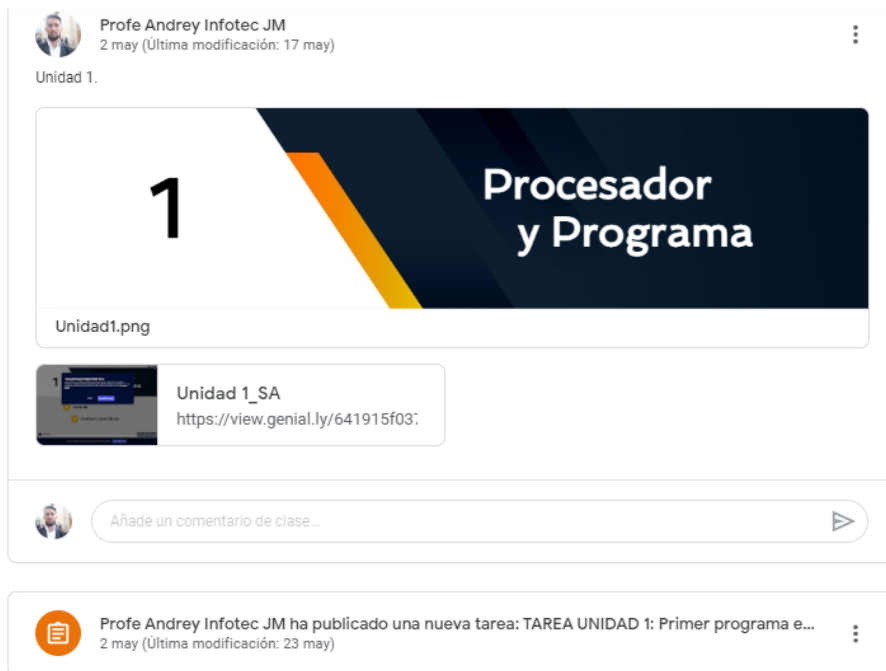 Profe Andrey Infotec JM
2 may (Última modificación: 17 may)
Unidad 1.
1
Procesador
y Programa
Unidad1.png
Unidad 1_SA
https://view.genial.ly/641915f037
Añade un comentario de clase...
Profe Andrey Infotec JM ha publicado una nueva tarea: TAREA UNIDAD 1: Primer programa e...
2 may (Última modificación: 23 may)